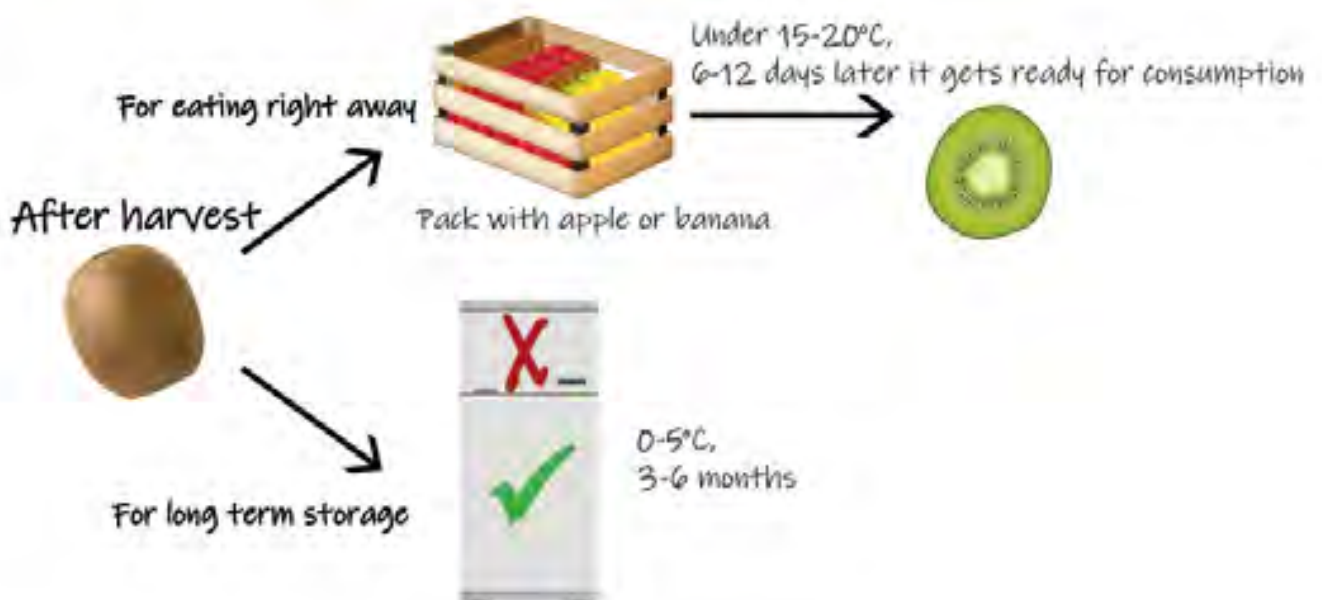 Under 15-20°C,
6-12 days later it gets ready for consumption
For eating right away
After harvest
Pack with apple or banana
0-5°C,
3-6 months
For long term storage